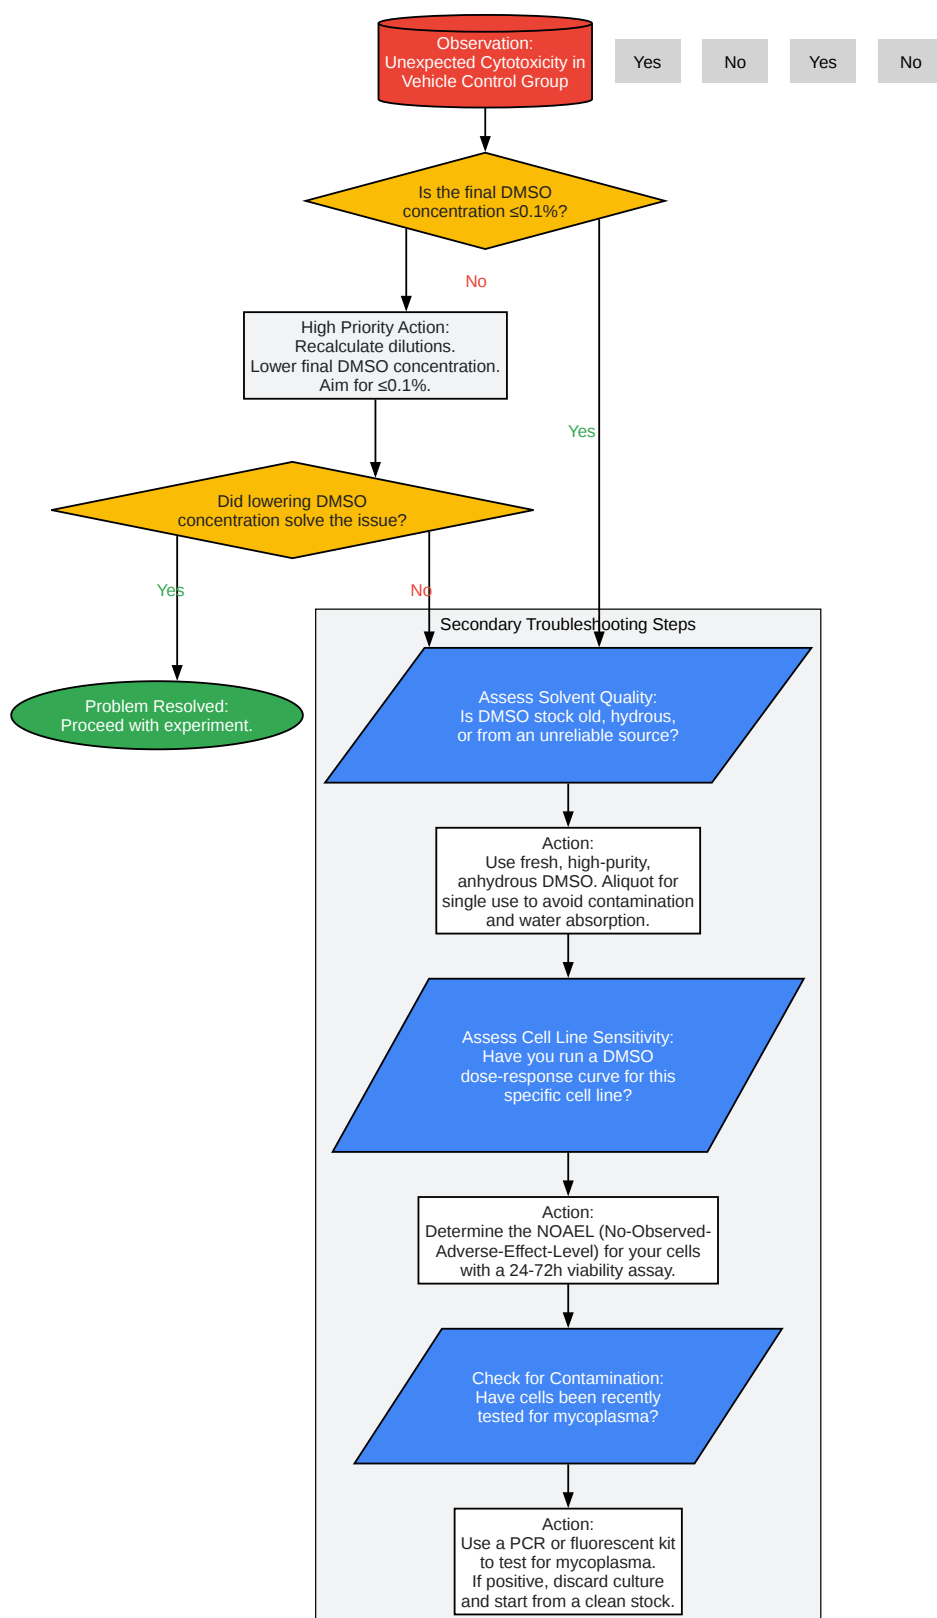 Observation:
Unexpected Cytotoxicity in
Vehicle Control Group
Yes
No
Yes
No
Is the final DMSO
concentration ≤0.1%?
No
High Priority Action:
Recalculate dilutions.
Lower final DMSO concentration.
Aim for ≤0.1%.
Yes
Did lowering DMSO
concentration solve the issue?
Yes
No
Secondary Troubleshooting Steps
Problem Resolved:
Proceed with experiment.
Assess Solvent Quality:
Is DMSO stock old, hydrous,
or from an unreliable source?
Action:
Use fresh, high-purity,
anhydrous DMSO. Aliquot for
single use to avoid contamination
and water absorption.
Assess Cell Line Sensitivity:
Have you run a DMSO
dose-response curve for this
specific cell line?
Action:
Determine the NOAEL (No-Observed-
Adverse-Effect-Level) for your cells
with a 24-72h viability assay.
Check for Contamination:
Have cells been recently
tested for mycoplasma?
Action:
Use a PCR or fluorescent kit
to test for mycoplasma.
If positive, discard culture
and start from a clean stock.